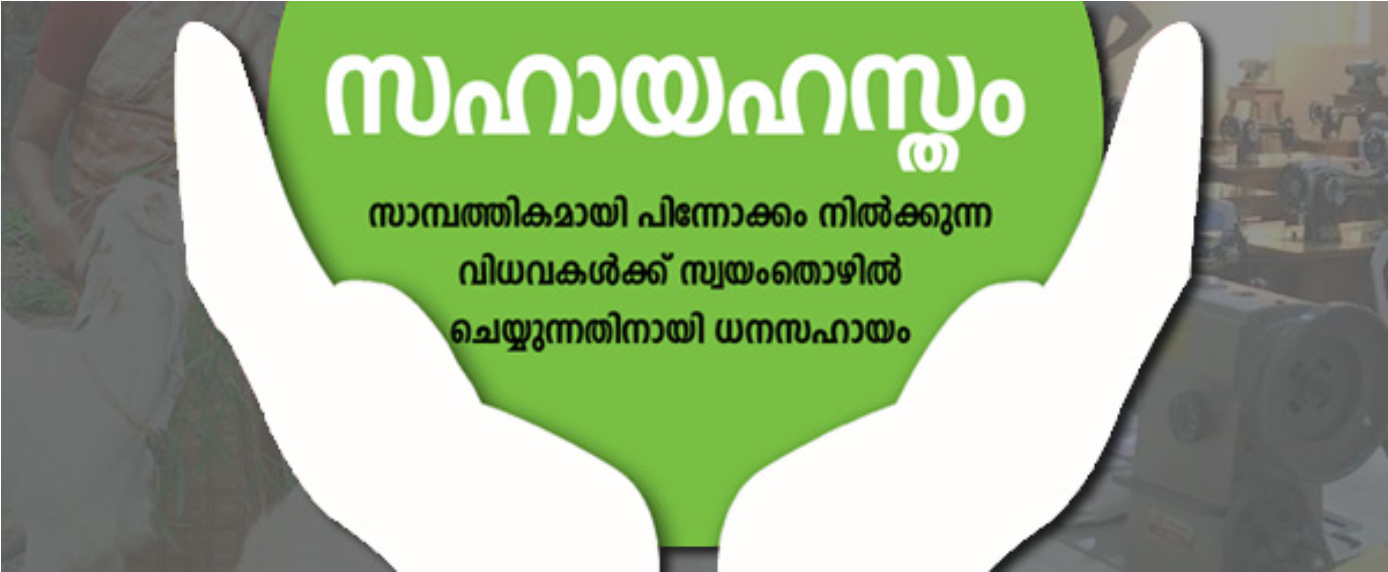 സഹായഹസ്തം
സാമ്പത്തികമായി പിന്നോക്കം നിൽക്കുന്ന
വിധവകൾക്ക് സ്വയംതൊഴിൽ
ചെയ്യുന്നതിനായി ധനസഹായം